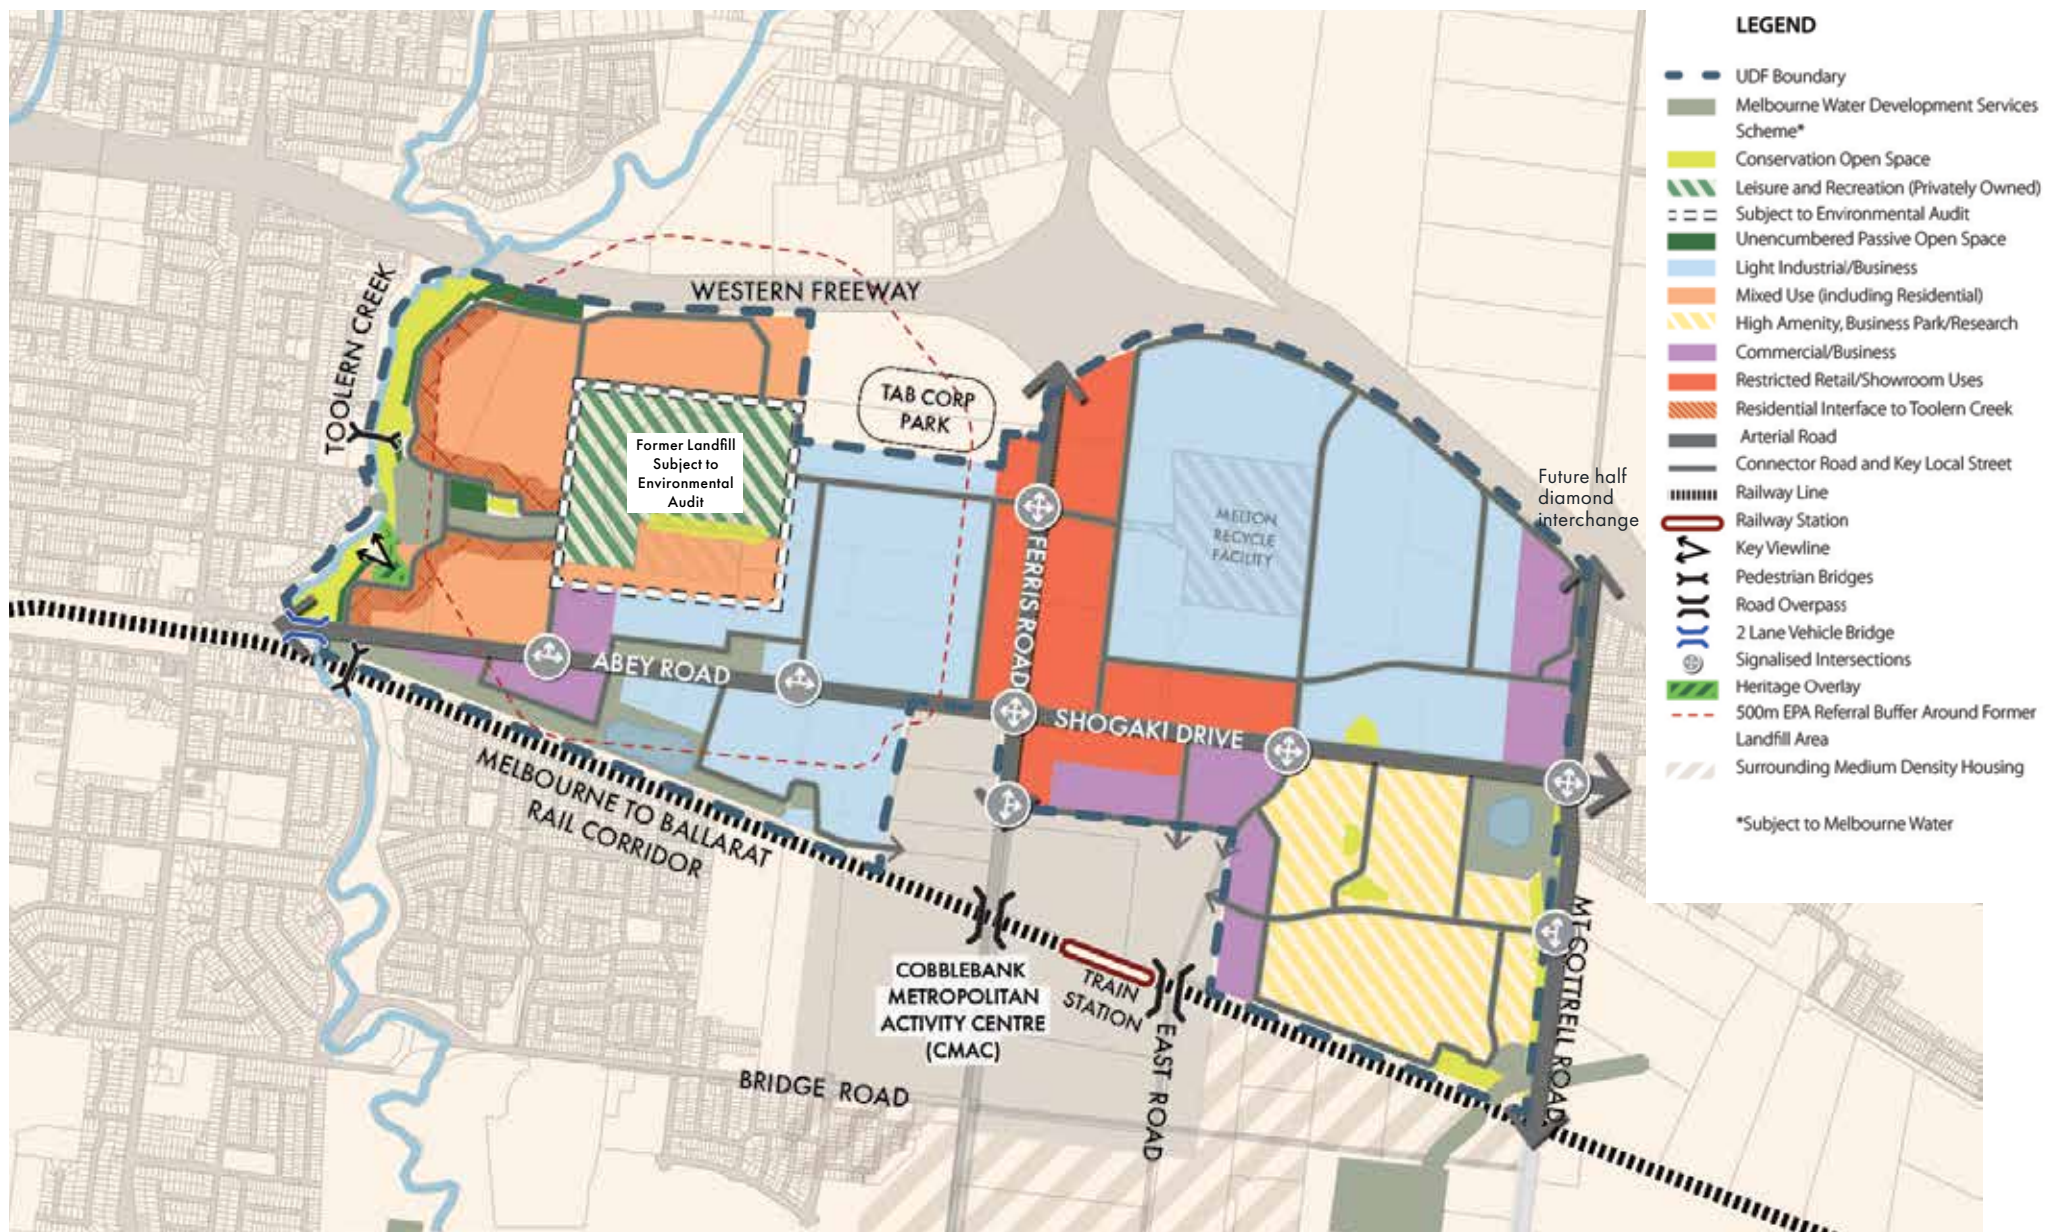 WESTERN FREEWAY
TOOLERN CREEK
TAB CORP
PARK
Former Landfill
Subject to
Environmental
Audit
MELTON
RECYCLE
FACILITY
Future half
diamond
interchange
FERRIS ROAD
ABEY ROAD
SHOGAKI DRIVE
MELBOURNE TO BALLARAT
RAIL CORRIDOR
COBBLEBANK
METROPOLITAN
ACTIVITY CENTRE
(CMAC)
TRAIN
STATION
EAST ROAD
MT COTTRELL ROAD
BRIDGE ROAD
LEGEND
UDF Boundary
Melbourne Water Development Services
Scheme*
Conservation Open Space
Leisure and Recreation (Privately Owned)
Subject to Environmental Audit
Unencumbered Passive Open Space
Light Industrial/Business
Mixed Use (including Residential)
High Amenity, Business Park/Research
Commercial/Business
Restricted Retail/Showroom Uses
Residential Interface to Toolern Creek
Arterial Road
Connector Road and Key Local Street
Railway Line
Railway Station
Key Viewline
Pedestrian Bridges
Road Overpass
2 Lane Vehicle Bridge
Signalised Intersections
Heritage Overlay
500m EPA Referral Buffer Around Former
Landfill Area
Surrounding Medium Density Housing
*Subject to Melbourne Water